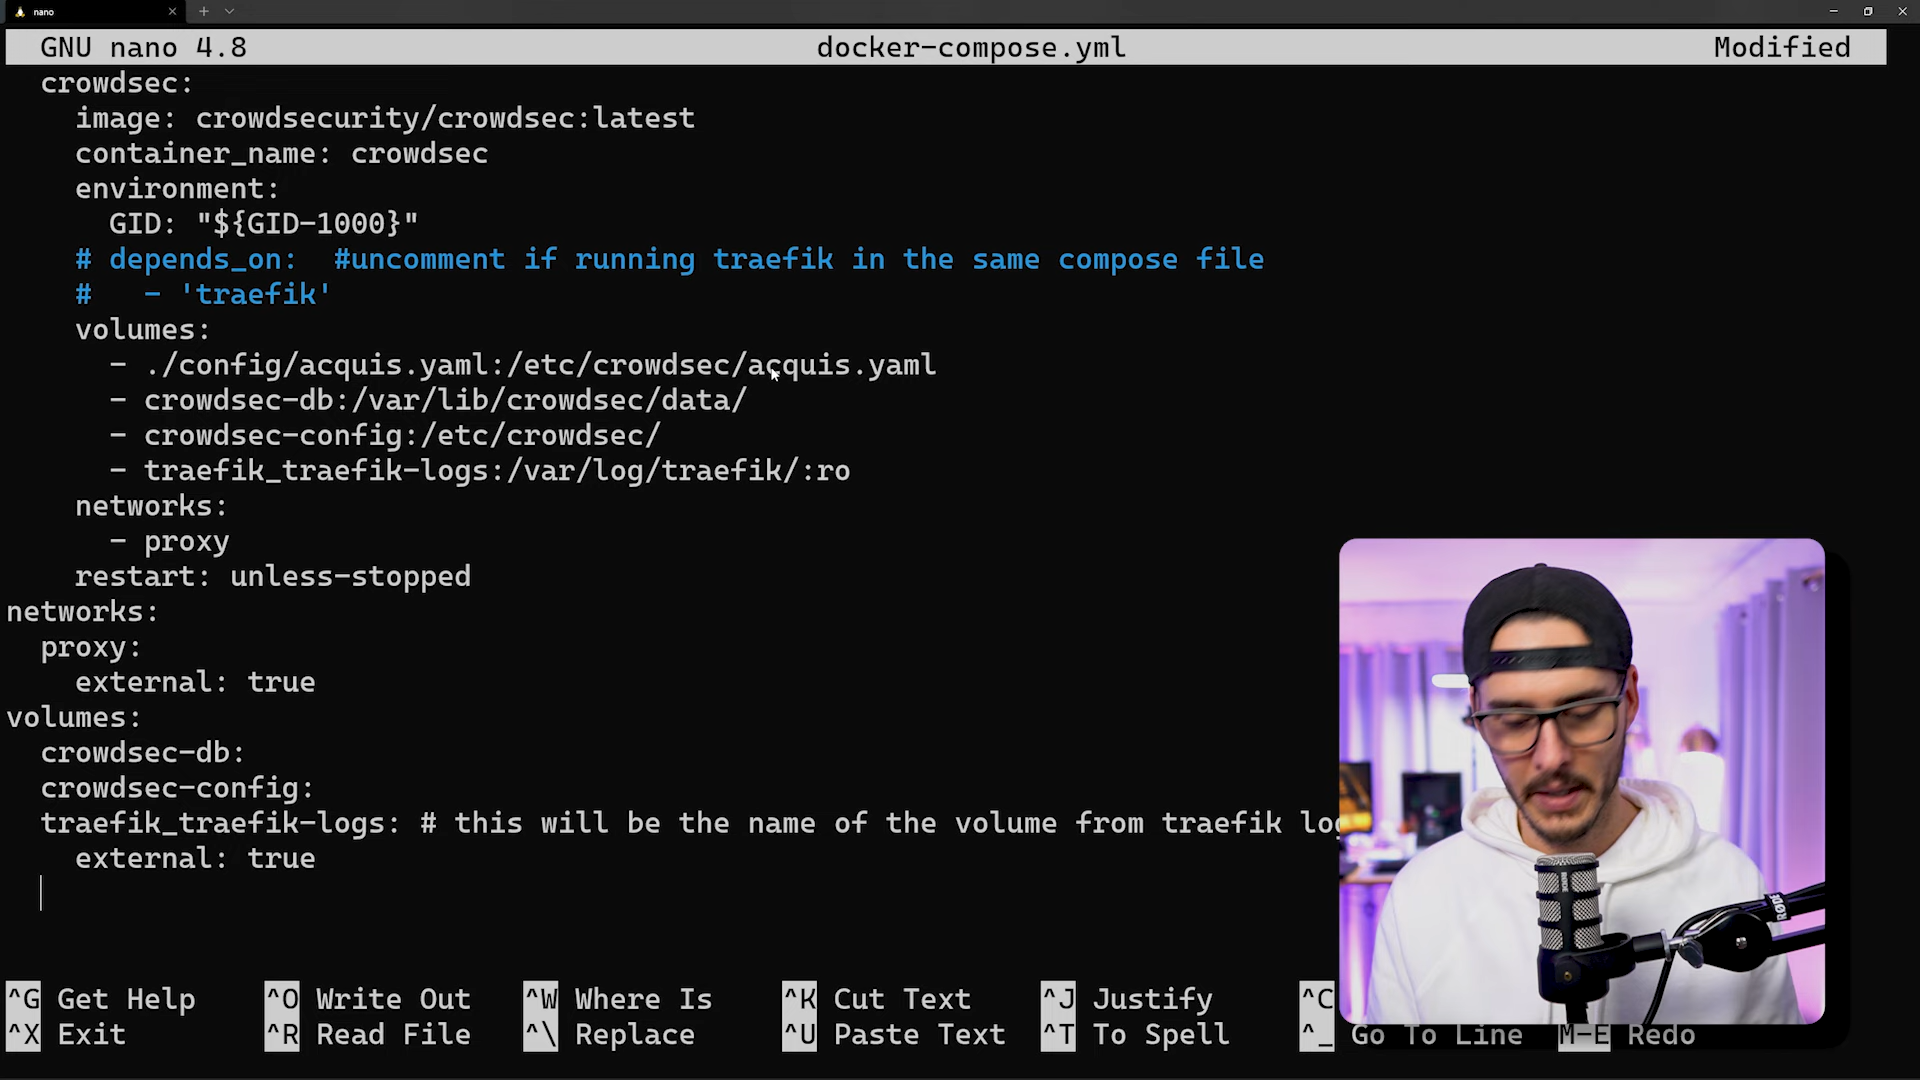 nano
GNU nano 4.8 docker-compose.yml Modified
crowdsec:
image: crowdsecurity/crowdsec:latest
container_name: crowdsec
environment:
GID: "${GID-1000}"
# depends_on:  #uncomment if running traefik in the same compose file
#   - 'traefik'
volumes:
- ./config/acquis.yaml:/etc/crowdsec/acquis.yaml
- crowdsec-db:/var/lib/crowdsec/data/
- crowdsec-config:/etc/crowdsec/
- traefik_traefik-logs:/var/log/traefik/:ro
networks:
- proxy
restart: unless-stopped
networks:
proxy:
external: true
volumes:
crowdsec-db:
crowdsec-config:
traefik_traefik-logs: # this will be the name of the volume from traefik
external: true
^G Get Help ^O Write Out ^W Where Is ^K Cut Text ^J Justify ^C
^X Exit ^R Read File ^\ Replace ^U Paste Text ^T To Spell ^_ Go To Line M-E Redo
RØDE